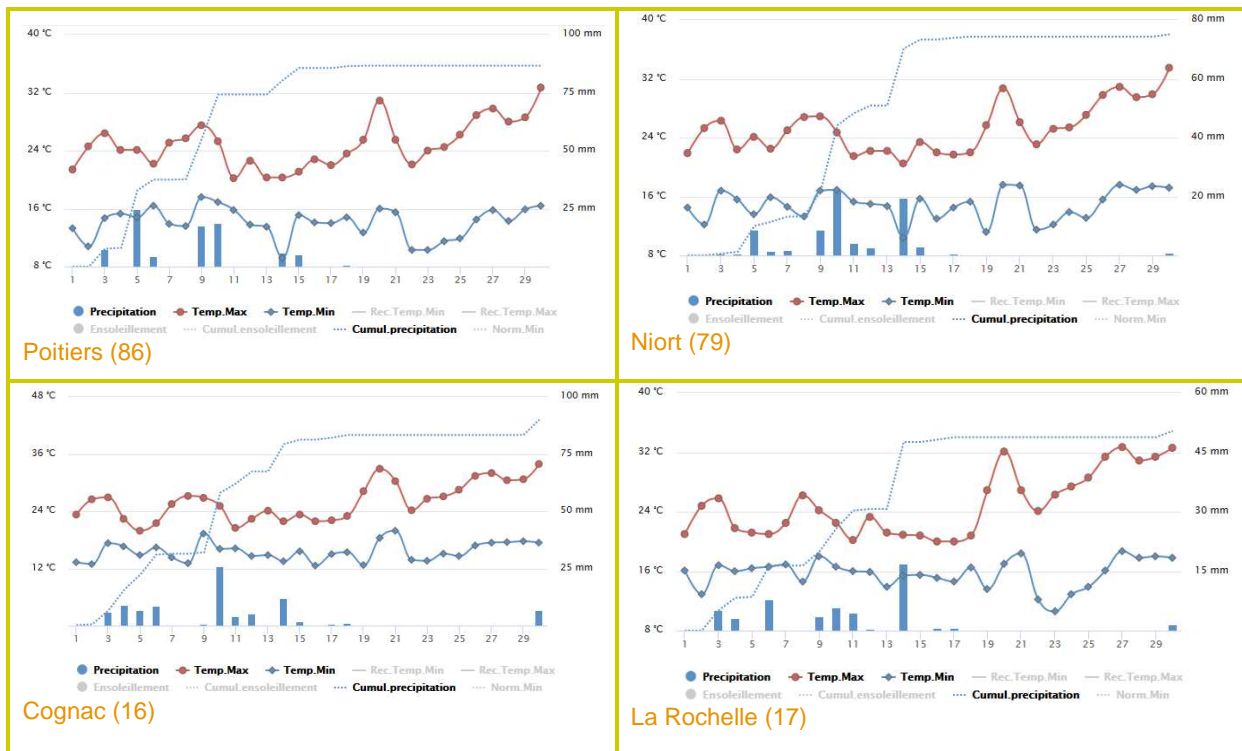 40 °C 100 mm
32 °C 75 mm
24 °C 50 mm
16 °C 25 mm
8 °C
1 3 5 7 9 11 13 15 17 19 21 23 25 27 29
Precipitation Temp.Max Temp.Min Rec.Temp.Min Rec.Temp.Max
Ensoleillement Cumul.ensoleillement Cumul.precipitation Norm.Min
Poitiers (86)
40 °C 80 mm
32 °C 60 mm
24 °C 40 mm
16 °C 20 mm
8 °C
1 3 5 7 9 11 13 15 17 19 21 23 25 27 29
Precipitation Temp.Max Temp.Min Rec.Temp.Min Rec.Temp.Max
Ensoleillement Cumul.ensoleillement Cumul.precipitation Norm.Min
Niort (79)
48 °C 100 mm
36 °C 75 mm
24 °C 50 mm
12 °C 25 mm
1 3 5 7 9 11 13 15 17 19 21 23 25 27 29
Precipitation Temp.Max Temp.Min Rec.Temp.Min Rec.Temp.Max
Ensoleillement Cumul.ensoleillement Cumul.precipitation Norm.Min
Cognac (16)
40 °C 60 mm
32 °C 45 mm
24 °C 30 mm
16 °C 15 mm
8 °C
1 3 5 7 9 11 13 15 17 19 21 23 25 27 29
Precipitation Temp.Max Temp.Min Rec.Temp.Min Rec.Temp.Max
Ensoleillement Cumul.ensoleillement Cumul.precipitation Norm.Min
La Rochelle (17)